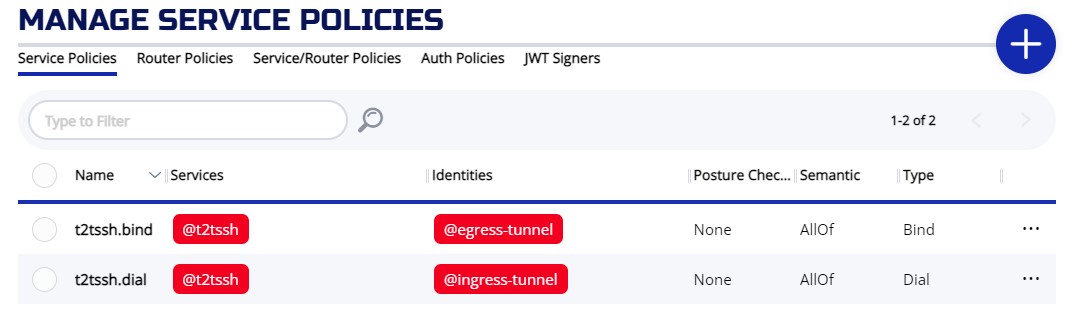 MANAGE SERVICE POLICIES
Service Policies Router Policies Service/Router Policies Auth Policies JWT Signers
Type to Filter 1-2 of 2
Name Services Identities Posture Chec... Semantic Type
t2tssh.bind @t2tssh @egress-tunnel None AllOf Bind
t2tssh.dial @t2tssh @ingress-tunnel None AllOf Dial